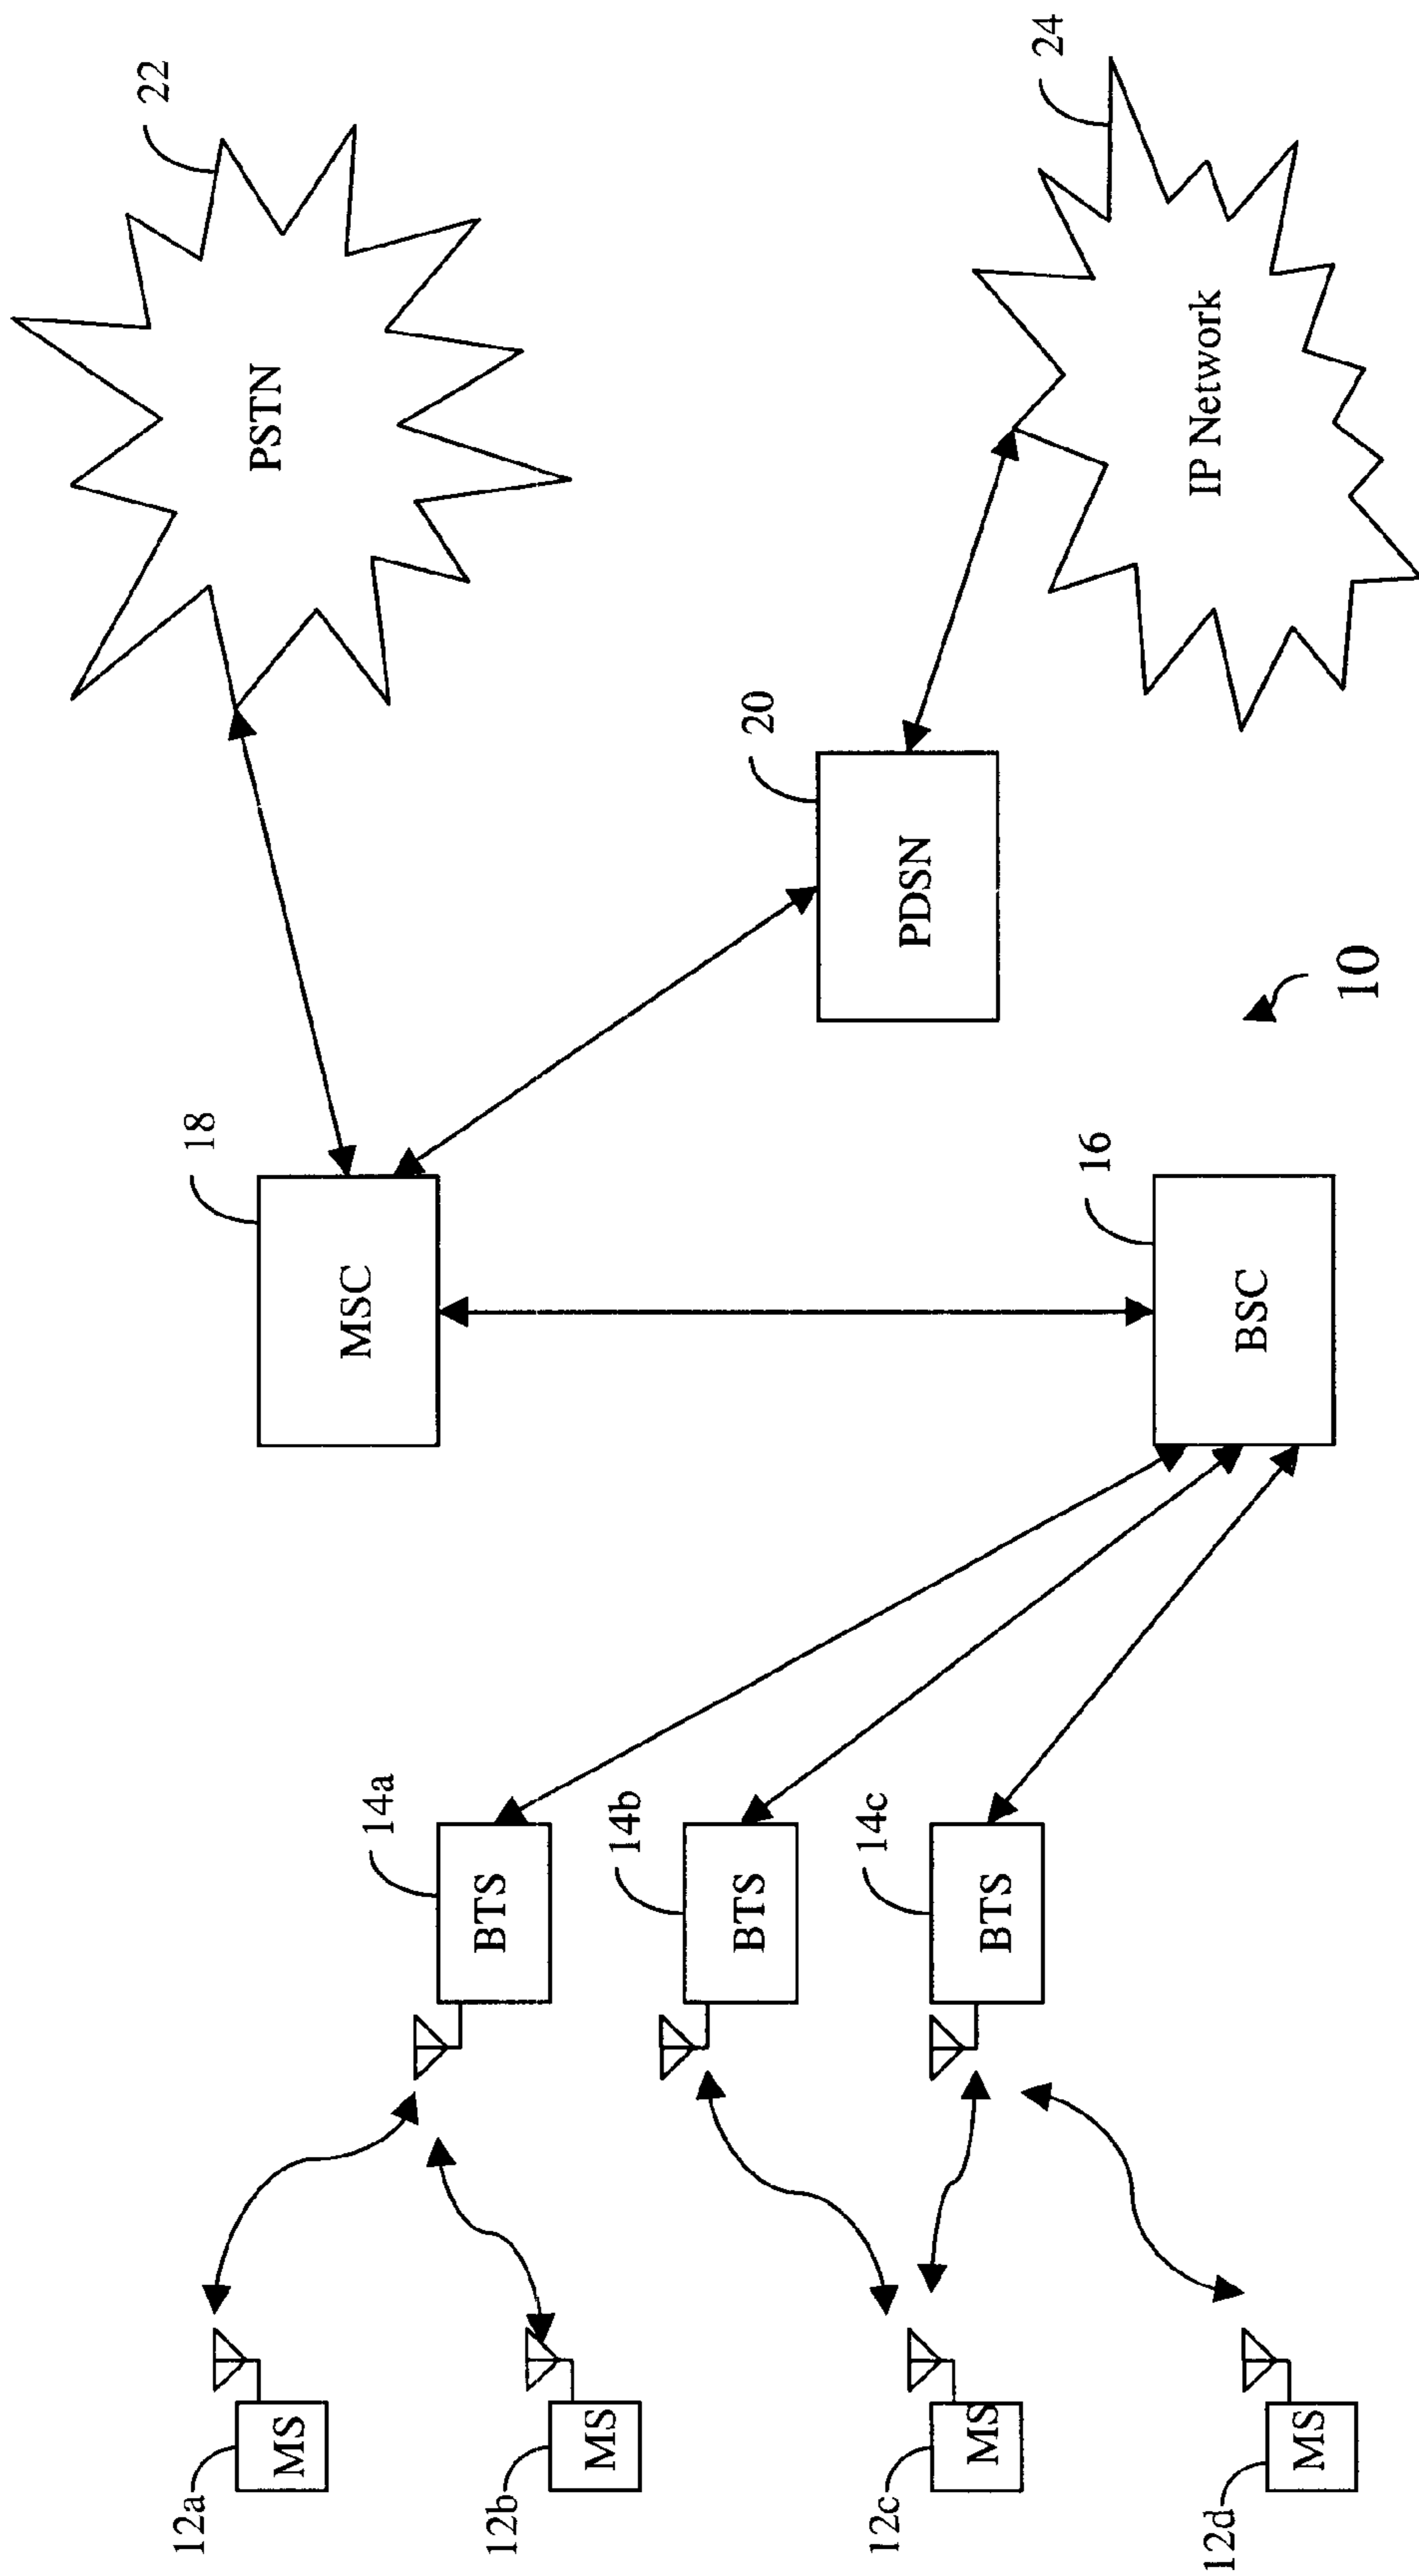 12a
MS
12b
MS
12c
MS
12d
MS
14a
BTS
14b
BTS
14c
BTS
18
MSC
16
BSC
20
PDSN
10
22
PSTN
24
IP Network